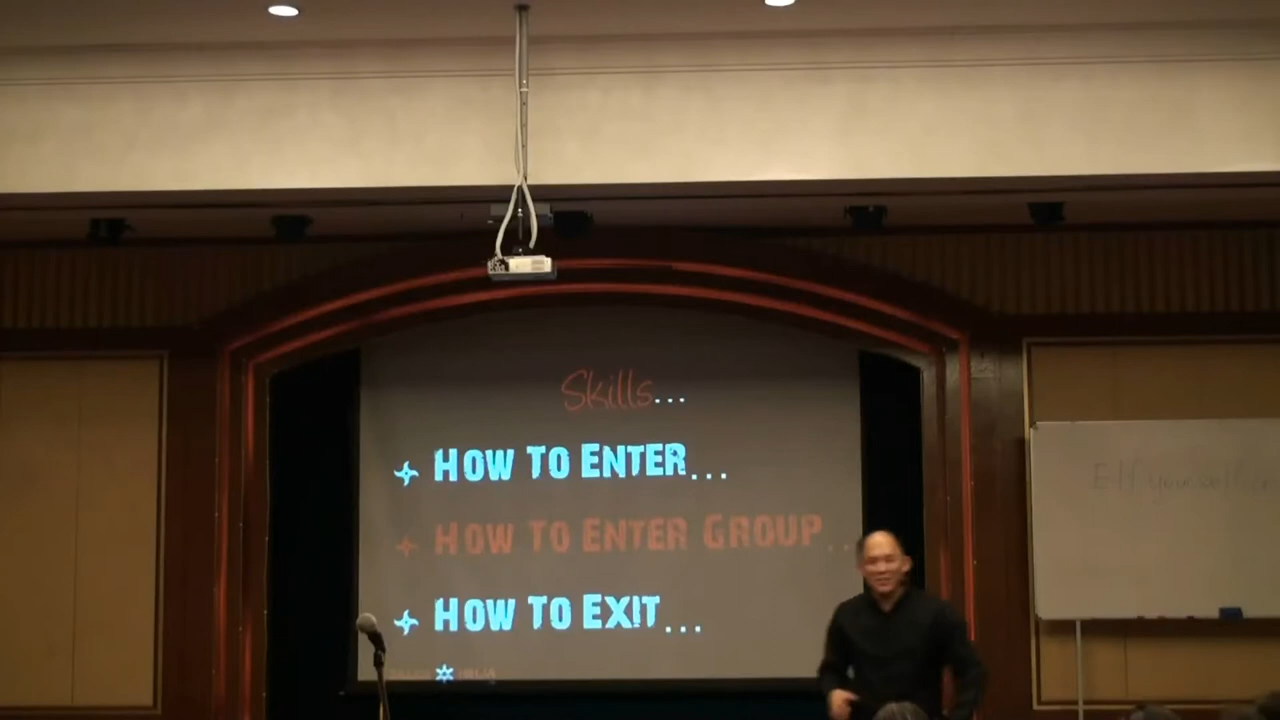 Skills...
HOW TO ENTER...
HOW TO ENTER GROUP...
HOW TO EXIT...